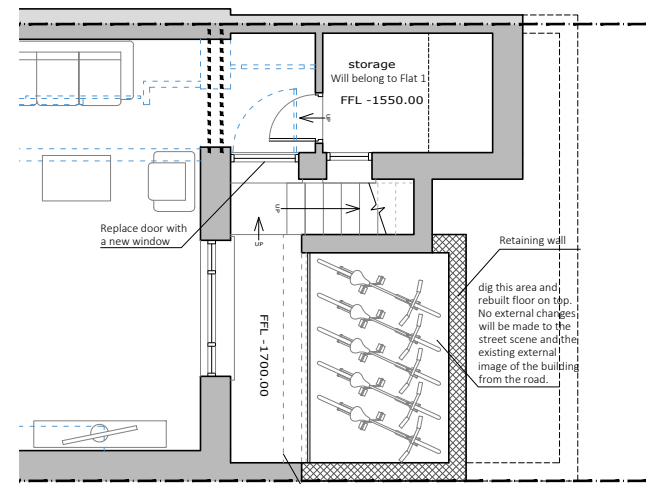 storage
Will belong to Flat 1
FFL -1550.00
UP
UP
UP
Replace door with
a new window
Retaining wall
FFL -1700.00
dig this area and
rebuilt floor on top.
No external changes
will be made to the
street scene and the
existing external
image of the building
from the road.